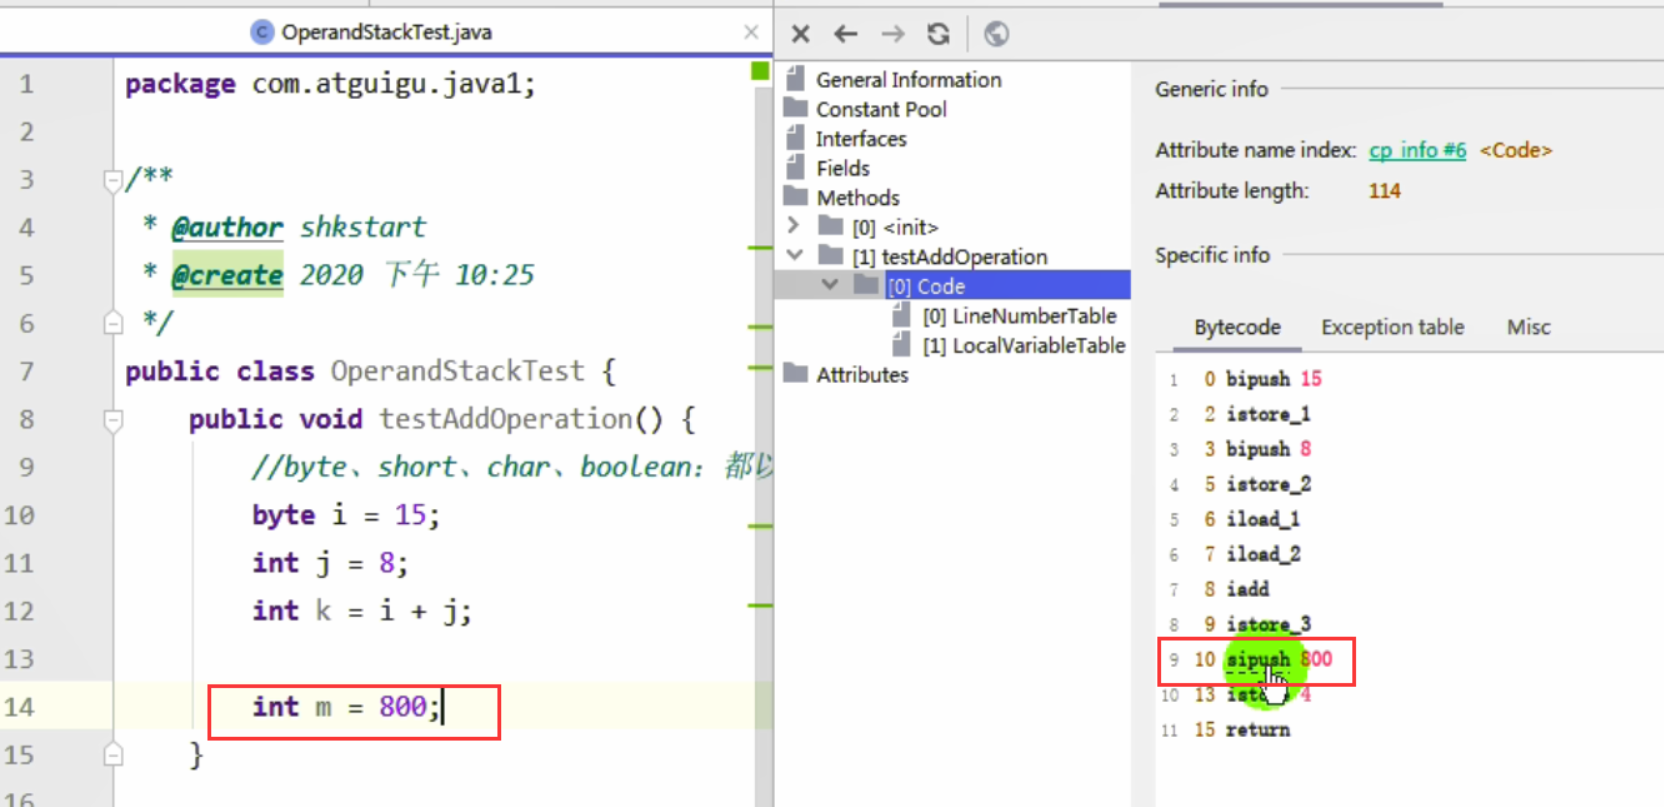 OperandStackTest.java
1 package com.atguigu.java1;
2
3 /**
4 * @author shkstart
5 * @create 2020 下午 10:25
6 */
7 public class OperandStackTest {
8 public void testAddOperation() {
9 //byte、short、char、boolean：都以
10 byte i = 15;
11 int j = 8;
12 int k = i + j;
13
14 int m = 800;
15 }
16
General Information
Constant Pool
Interfaces
Fields
Methods
[0] <init>
[1] testAddOperation
[0] Code
[0] LineNumberTable
[1] LocalVariableTable
Attributes
Generic info
Attribute name index: cp_info #6 <Code>
Attribute length: 114
Specific info
Bytecode Exception table Misc
1 0 bipush 15
2 2 istore_1
3 3 bipush 8
4 5 istore_2
5 6 iload_1
6 7 iload_2
7 8 iadd
8 9 istore_3
9 10 sipush 800
10 13 4
11 15 return